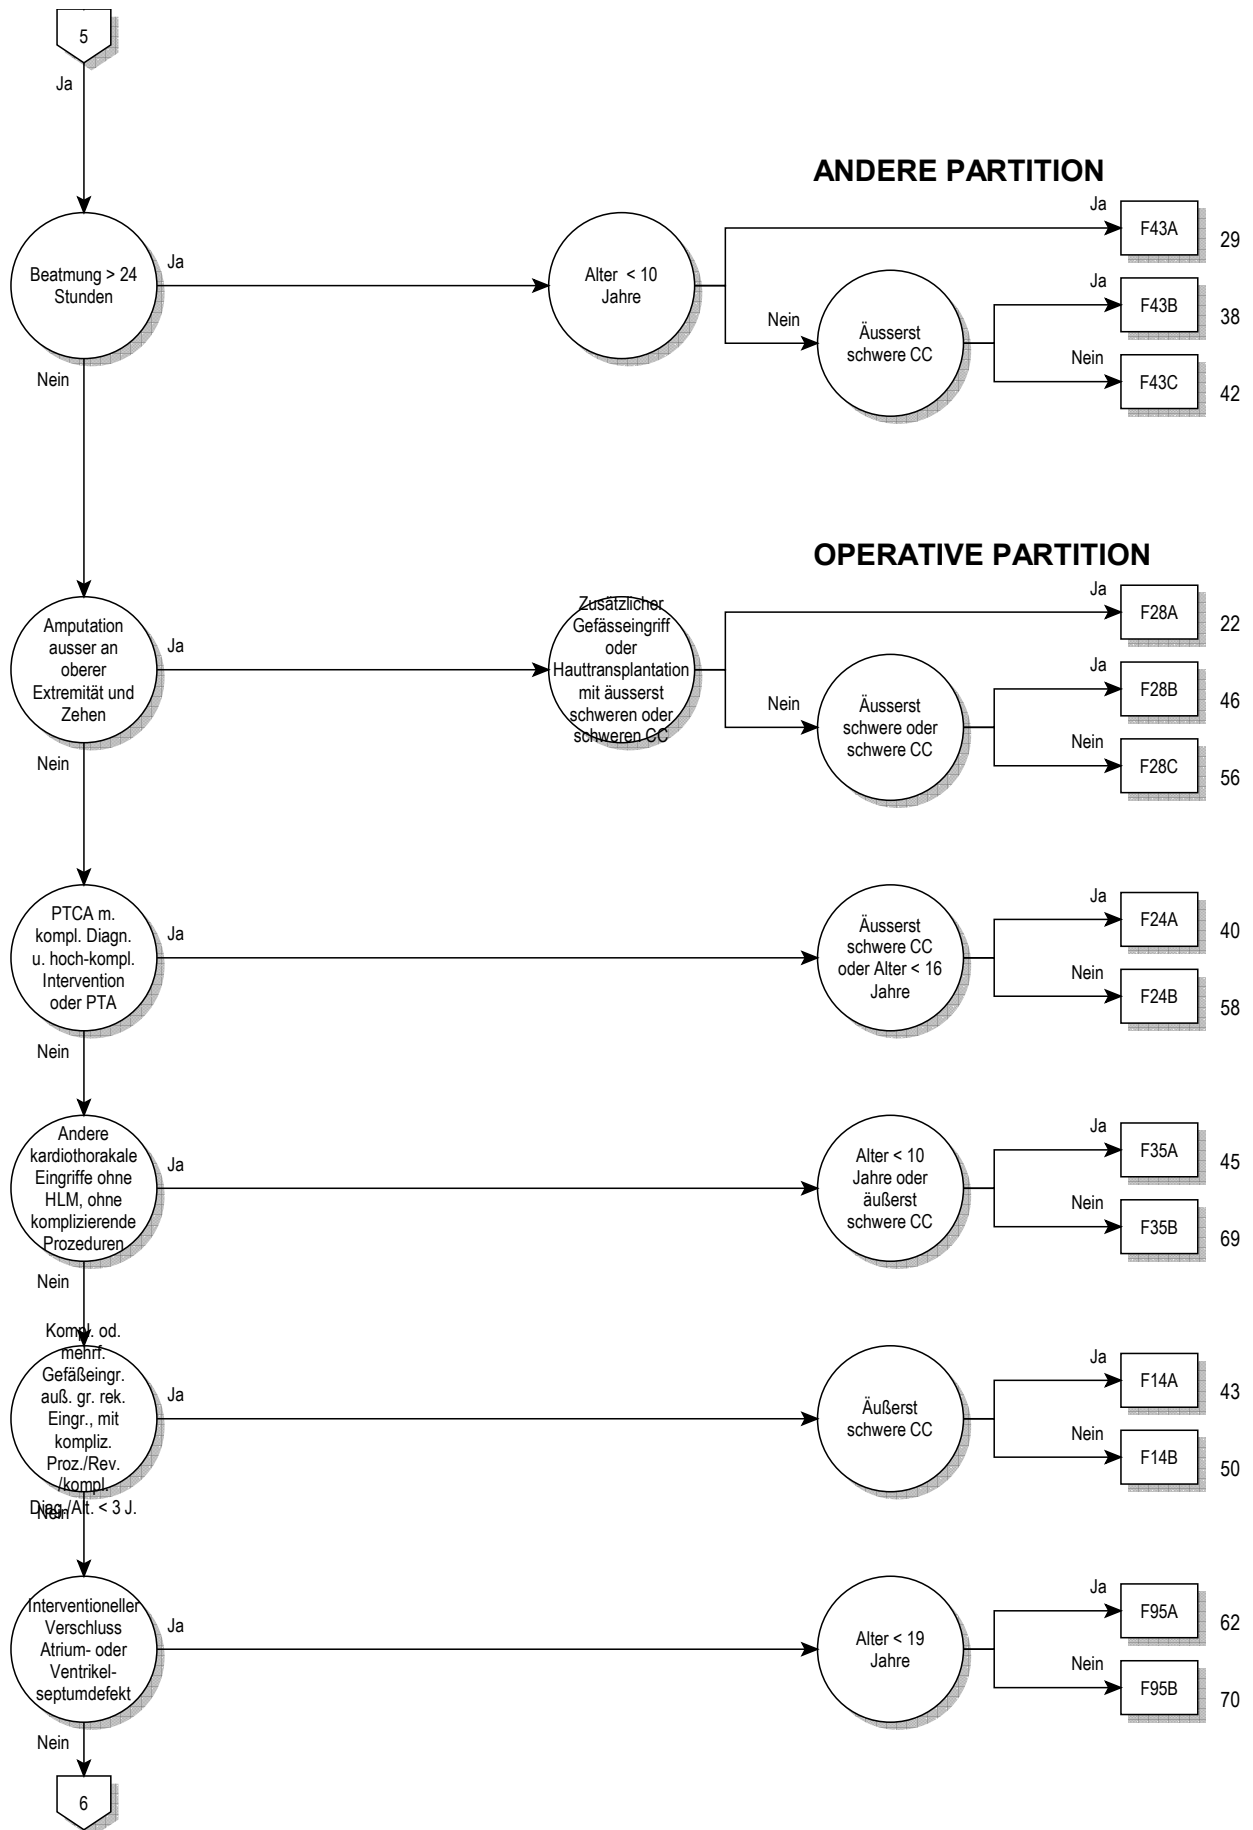 5
Ja
ANDERE PARTITION
Beatmung > 24
Stunden
Ja
Alter < 10
Jahre
Ja
F43A
29
Nein
Äusserst
schwere CC
Ja
F43B
38
Nein
F43C
42
Nein
OPERATIVE PARTITION
Amputation
ausser an
oberer
Extremität und
Zehen
Ja
Zusätzlicher
Gefässeingriff
oder
Hauttransplantation
mit äusserst
schweren oder
schweren CC
Ja
F28A
22
Nein
Äusserst
schwere oder
schwere CC
Ja
F28B
46
Nein
F28C
56
Nein
PTCA m.
kompl. Diagn.
u. hoch-kompl.
Intervention
oder PTA
Ja
Äusserst
schwere CC
oder Alter < 16
Jahre
Ja
F24A
40
Nein
F24B
58
Nein
Andere
kardiothorakale
Eingriffe ohne
HLM, ohne
komplizierende
Prozeduren
Ja
Alter < 10
Jahre oder
äußerst
schwere CC
Ja
F35A
45
Nein
F35B
69
Nein
Kompl. od.
mehrf.
Gefäßeingr.
auß. gr. rek.
Eingr., mit
kompliz.
Proz./Rev.
/kompl.
Diag./Alt. < 3 J.
Ja
Äußerst
schwere CC
Ja
F14A
43
Nein
F14B
50
Nein
Interventioneller
Verschluss
Atrium- oder
Ventrikel-
septumdefekt
Ja
Alter < 19
Jahre
Ja
F95A
62
Nein
F95B
70
Nein
6